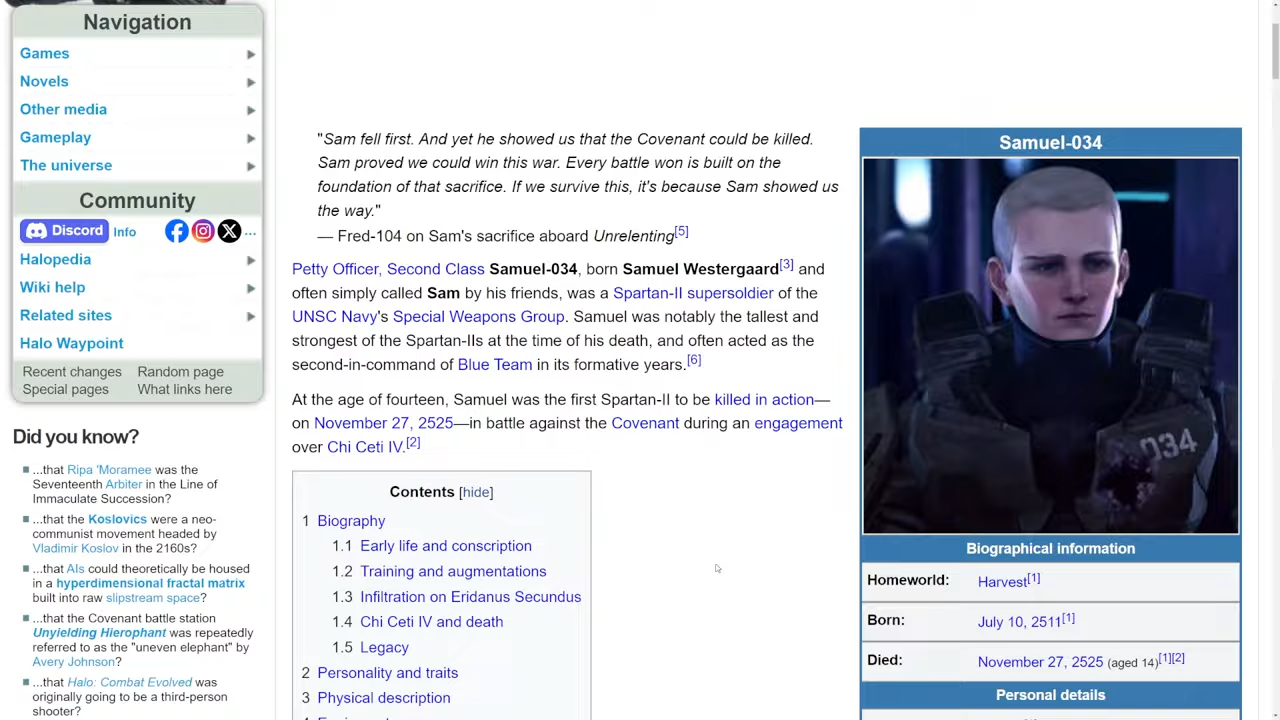 Navigation
Games
Novels
Other media
Gameplay
The universe
Community
Discord Info ...
Halopedia
Wiki help
Related sites
Halo Waypoint
Recent changes Random page
Special pages What links here
Did you know?
...that Ripa 'Moramee was the
Seventeenth Arbiter in the Line of
Immaculate Succession?
...that the Koslovics were a neo-
communist movement headed by
Vladimir Koslov in the 2160s?
...that AIs could theoretically be housed
in a hyperdimensional fractal matrix
built into raw slipstream space?
...that the Covenant battle station
Unyielding Hierophant was repeatedly
referred to as the "uneven elephant" by
Avery Johnson?
...that Halo: Combat Evolved was
originally going to be a third-person
shooter?
"Sam fell first. And yet he showed us that the Covenant could be killed.
Sam proved we could win this war. Every battle won is built on the
foundation of that sacrifice. If we survive this, it's because Sam showed us
the way."
— Fred-104 on Sam's sacrifice aboard Unrelenting[5]
Petty Officer, Second Class Samuel-034, born Samuel Westergaard[3] and
often simply called Sam by his friends, was a Spartan-II supersoldier of the
UNSC Navy's Special Weapons Group. Samuel was notably the tallest and
strongest of the Spartan-IIs at the time of his death, and often acted as the
second-in-command of Blue Team in its formative years.[6]
At the age of fourteen, Samuel was the first Spartan-II to be killed in action—
on November 27, 2525—in battle against the Covenant during an engagement
over Chi Ceti IV.[2]
Contents [hide]
1 Biography
1.1 Early life and conscription
1.2 Training and augmentations
1.3 Infiltration on Eridanus Secundus
1.4 Chi Ceti IV and death
1.5 Legacy
2 Personality and traits
3 Physical description
Samuel-034
034
Biographical information
Homeworld: Harvest[1]
Born: July 10, 2511[1]
Died: November 27, 2525 (aged 14)[1][2]
Personal details